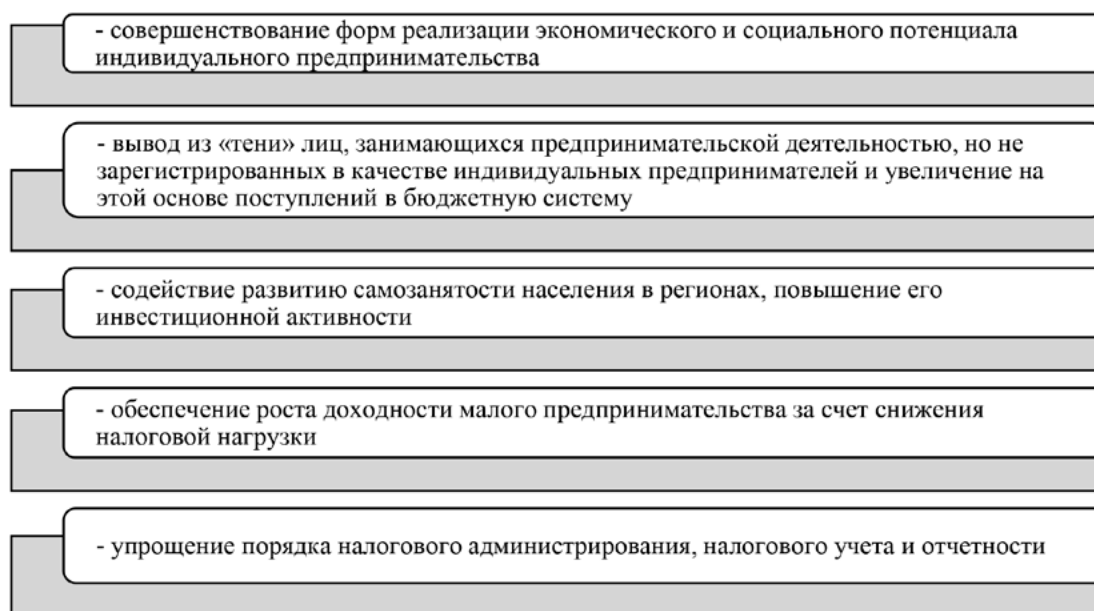 - совершенствование форм реализации экономического и социального потенциала
индивидуального предпринимательства
- вывод из «тени» лиц, занимающихся предпринимательской деятельностью, но не
зарегистрированных в качестве индивидуальных предпринимателей и увеличение на
этой основе поступлений в бюджетную систему
- содействие развитию самозанятости населения в регионах, повышение его
инвестиционной активности
- обеспечение роста доходности малого предпринимательства за счет снижения
налоговой нагрузки
- упрощение порядка налогового администрирования, налогового учета и отчетности